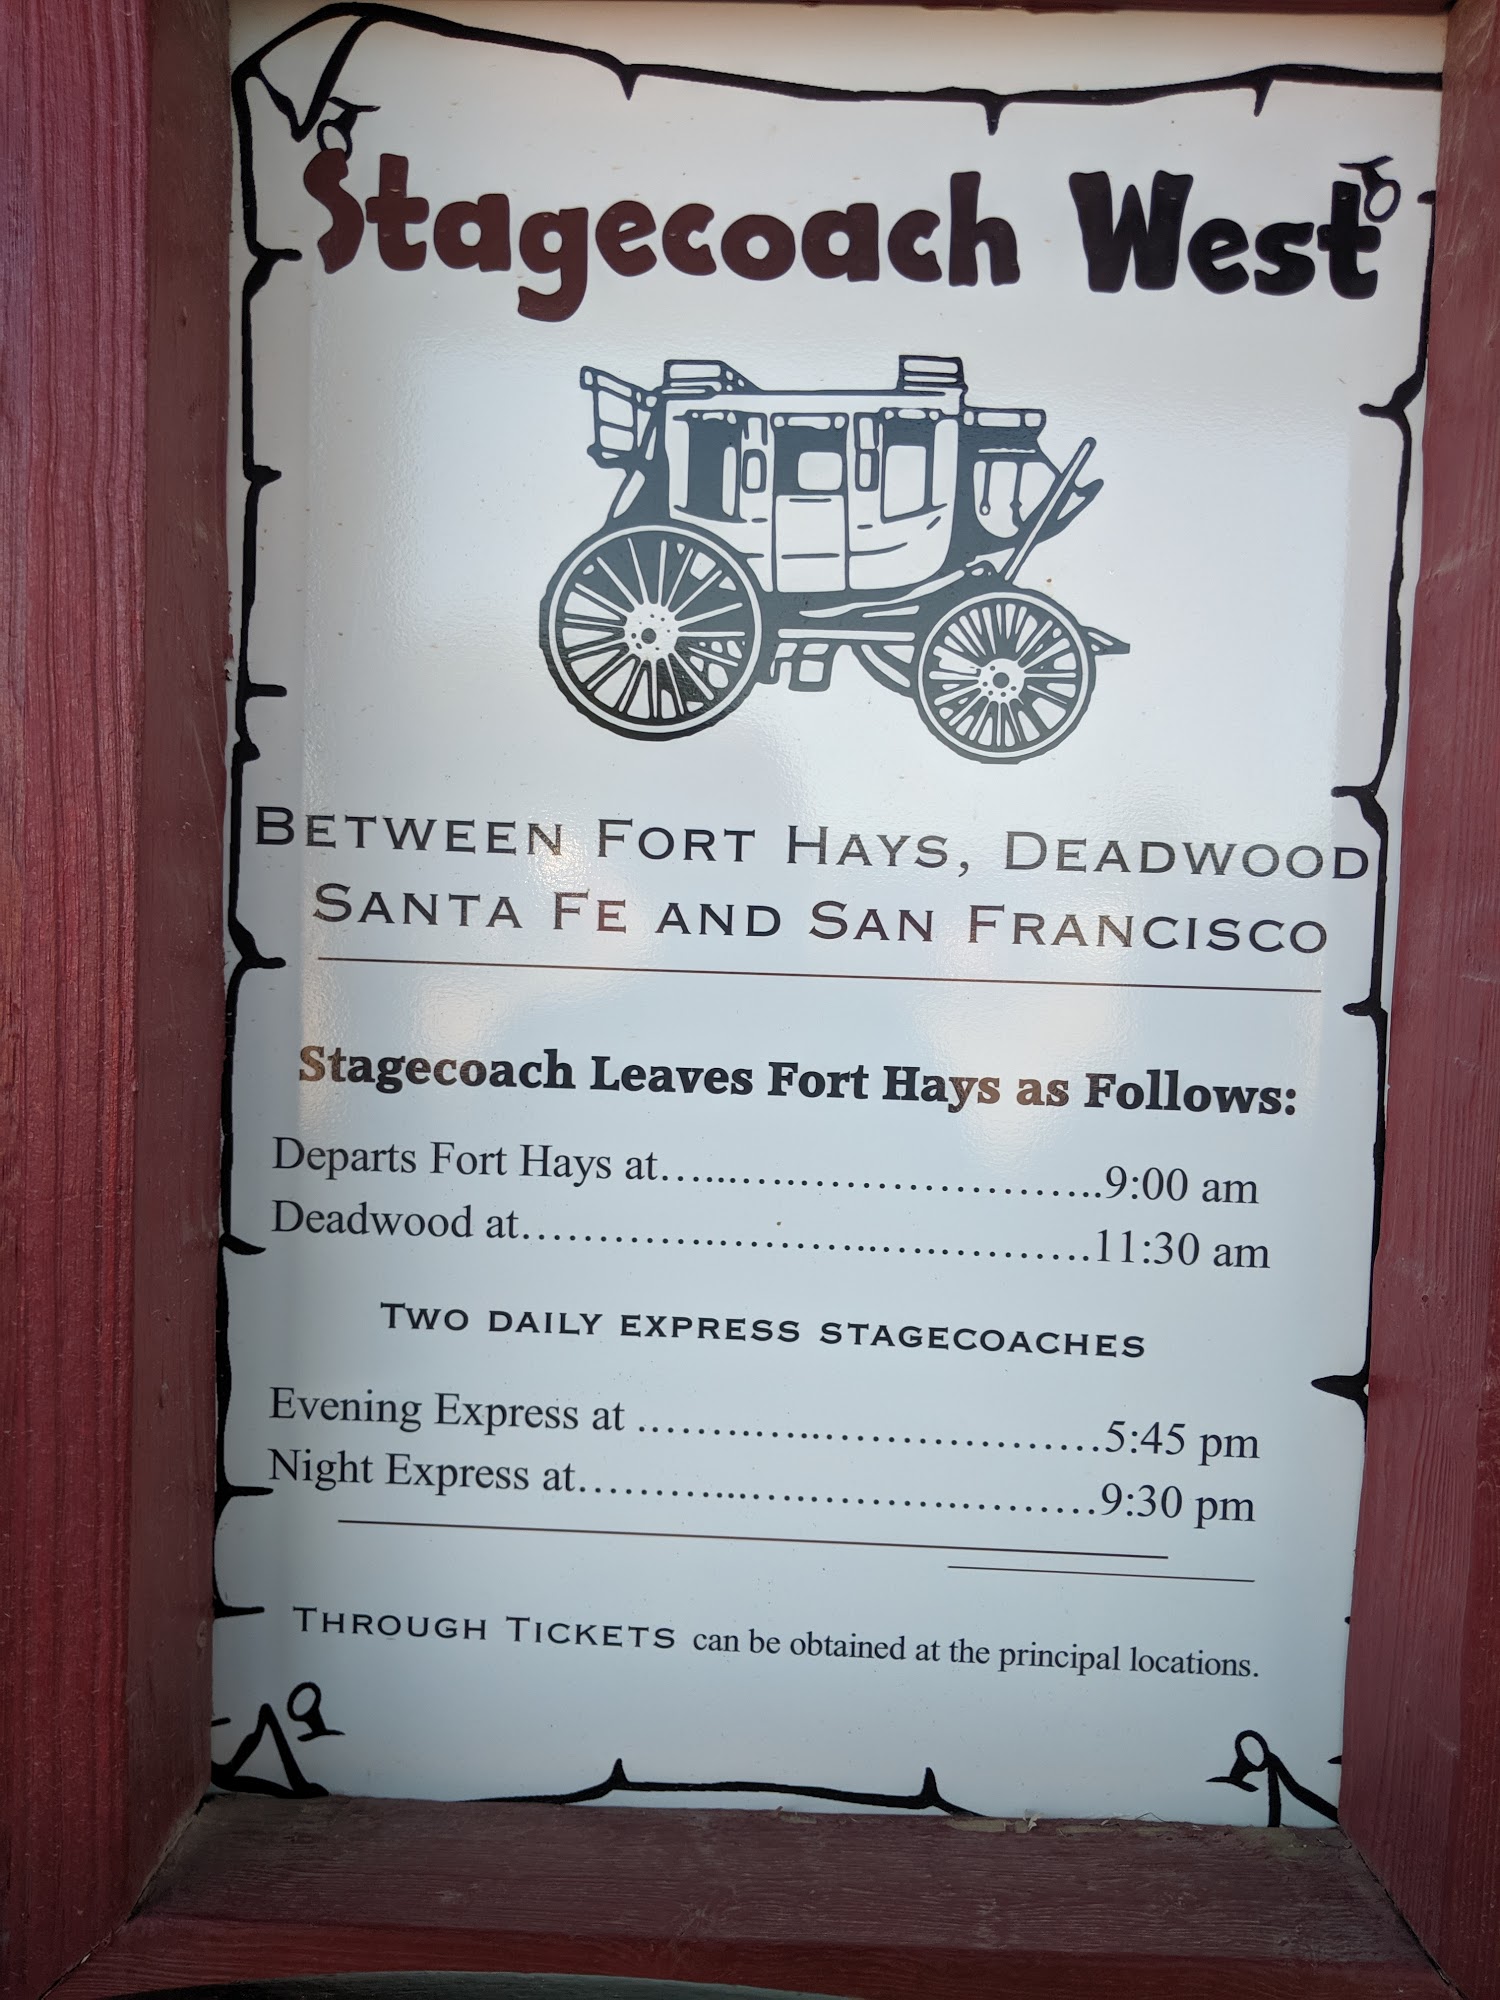 Stagecoach West
BETWEEN FORT HAYS, DEADWOOD
SANTA FE AND SAN FRANCISCO
Stagecoach Leaves Fort Hays as Follows:
Departs Fort Hays at.......................................9:00 am
Deadwood at.......................................11:30 am
TWO DAILY EXPRESS STAGECOACHES
Evening Express at .......................................5:45 pm
Night Express at.......................................9:30 pm
THROUGH TICKETS can be obtained at the principal locations.